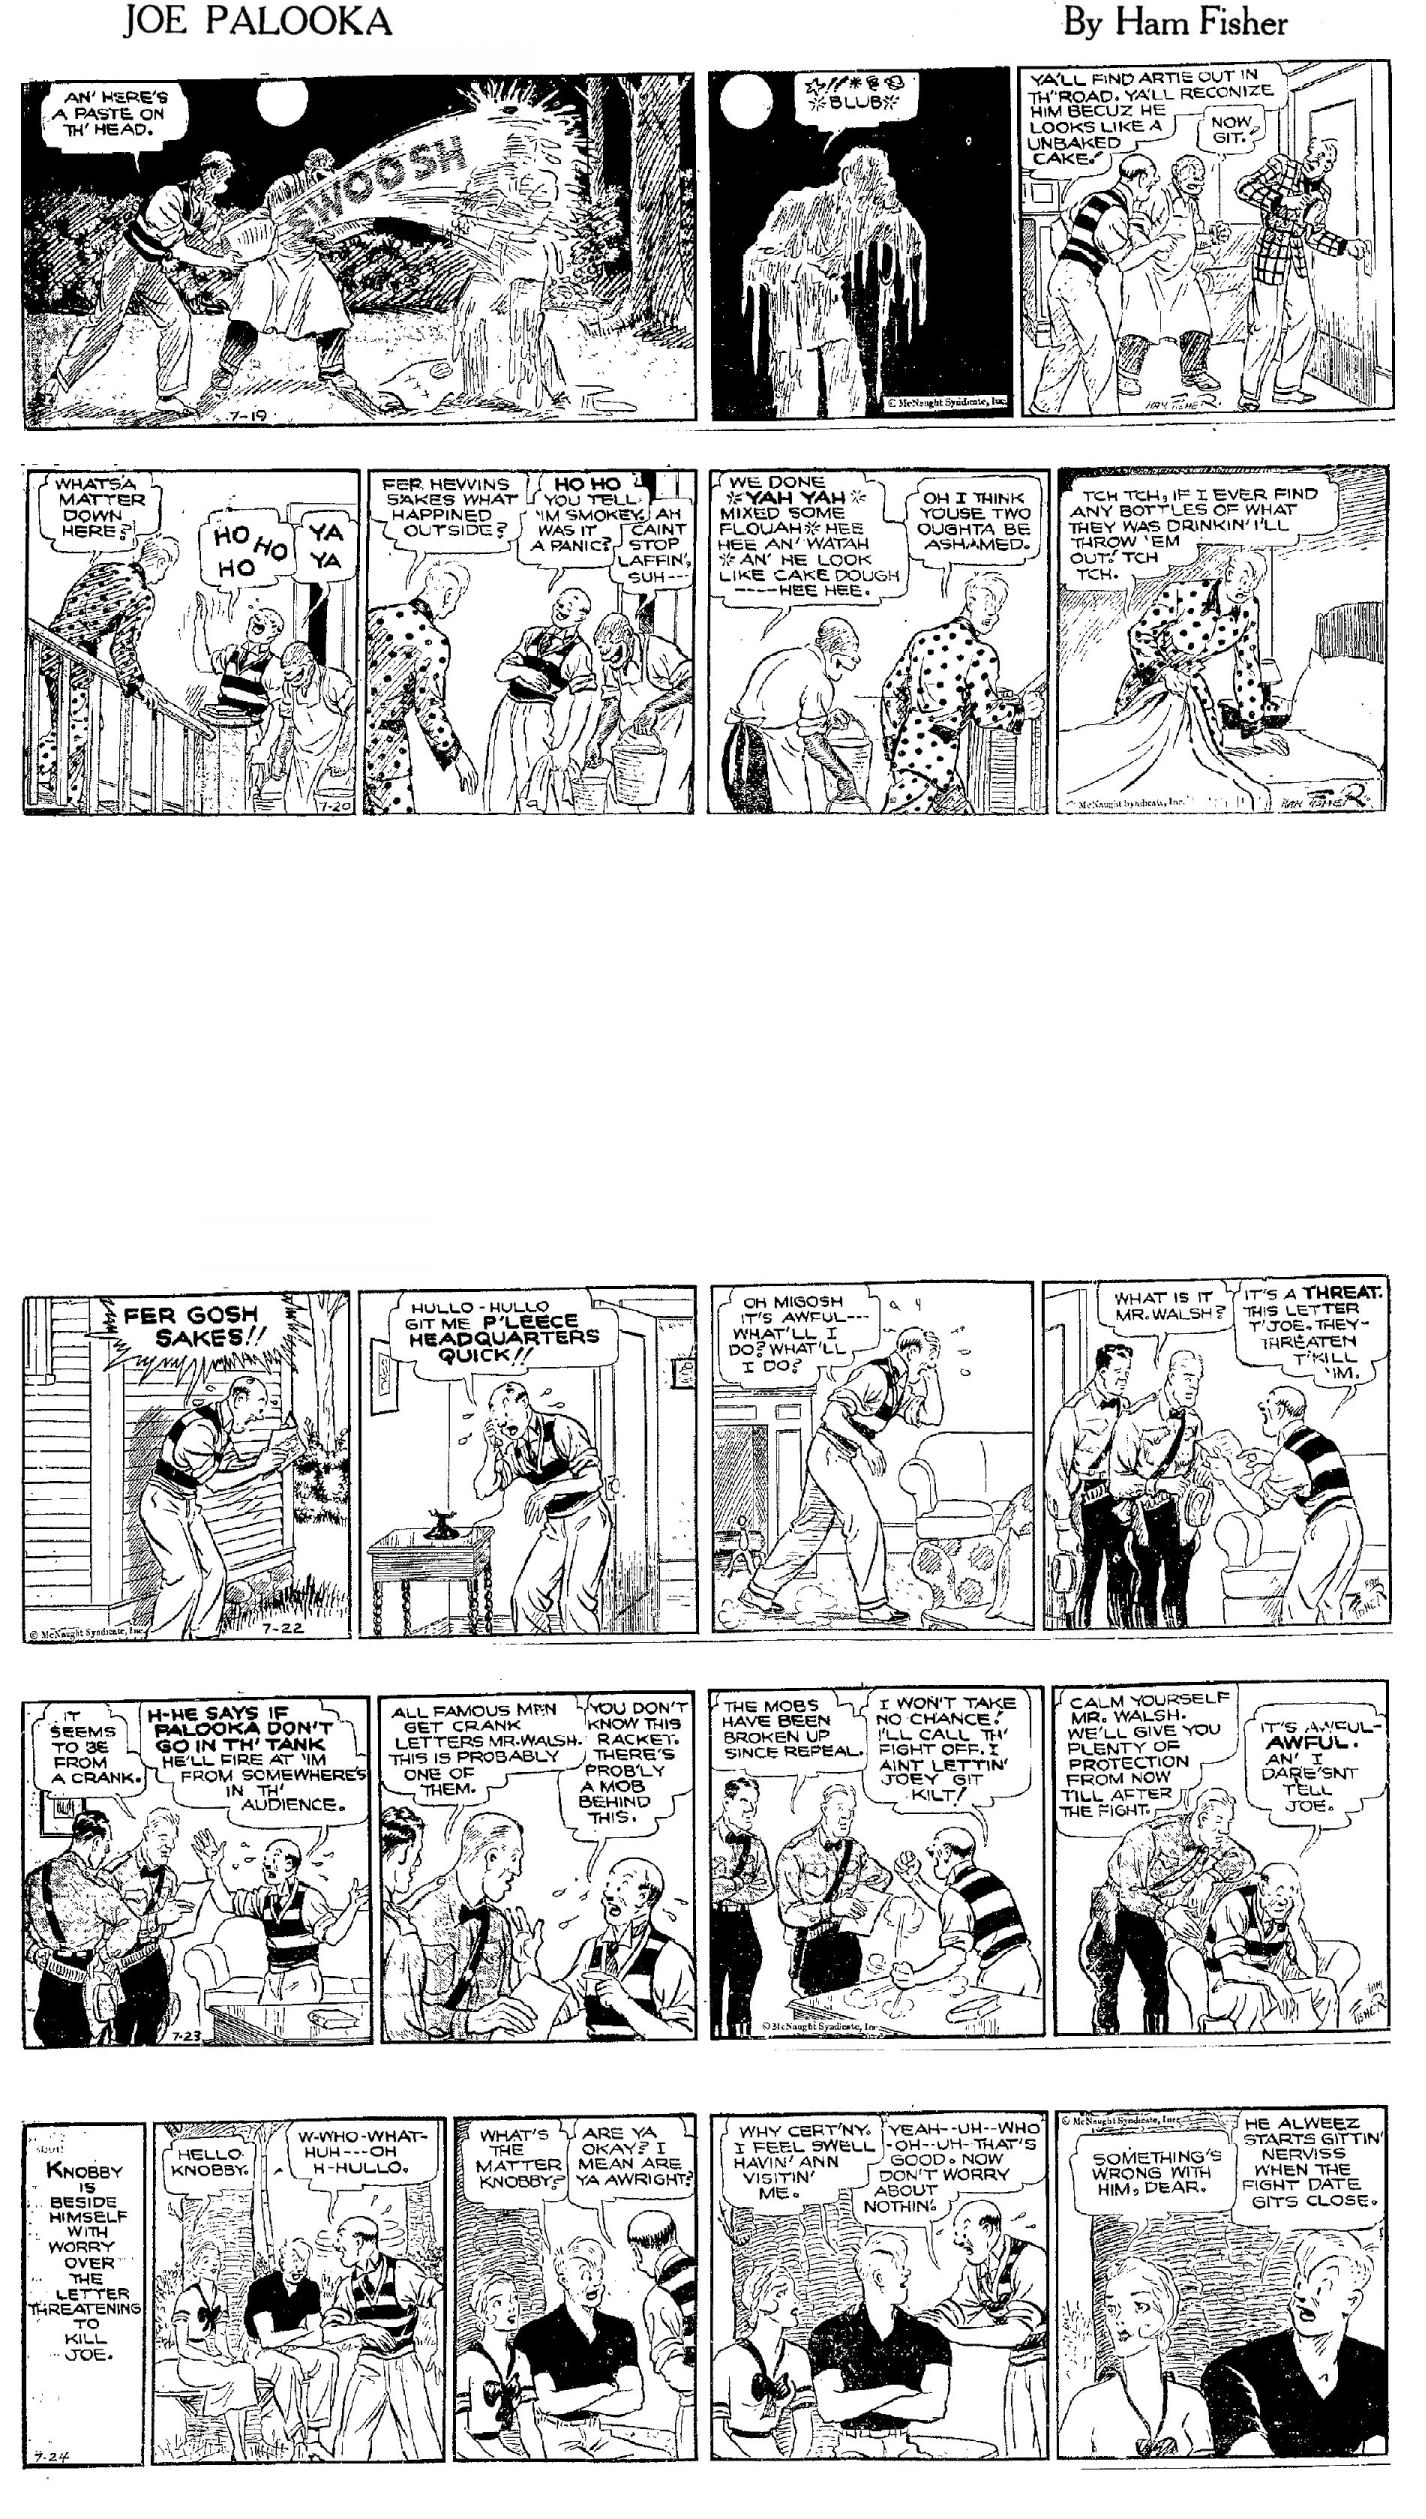 JOE PALOOKA
By Ham Fisher
AN' HERE'S
A PASTE ON
TH' HEAD.
SWOOSH
7-19
*BLUB*
© McNaught Syndicate, Inc.
YA'LL FIND ARTIE OUT IN
TH' ROAD. YA'LL RECONIZE
HIM BECUZ HE
LOOKS LIKE A
UNBAKED
CAKE.
NOW
GIT.
HAM FISHER
WHATS'A
MATTER
DOWN
HERE?
HO HO
HO
YA
YA
7-20
FER HEVVINS
SAKES WHAT
HAPPINED
OUTSIDE?
HO HO
YOU TELL
'IM SMOKEY.
WAS IT
A PANIC?
AH
CAINT
STOP
LAFFIN',
SUH---
WE DONE
*YAH YAH*
MIXED SOME
FLOUAH* HEE
HEE AN' WATAH
* AN' HE LOOK
LIKE CAKE DOUGH
----HEE HEE.
OH I THINK
YOUSE TWO
OUGHTA BE
ASHAMED.
TCH TCH, IF I EVER FIND
ANY BOTTLES OF WHAT
THEY WAS DRINKIN' I'LL
THROW 'EM
OUT! TCH
TCH.
McNaught Syndicate, Inc.
HAM FISHER
FER GOSH
SAKES!!
© McNaught Syndicate, Inc.
7-22
HULLO-HULLO
GIT ME P'LEECE
HEADQUARTERS
QUICK!!
OH MIGOSH
IT'S AWFUL---
WHAT'LL I
DO? WHAT'LL
I DO?
WHAT IS IT
MR. WALSH?
IT'S A THREAT.
THIS LETTER
T'JOE. THEY-
THREATEN
T'KILL
'IM.
HAM FISHER
IT
SEEMS
TO BE
FROM
A CRANK.
H-HE SAYS IF
PALOOKA DON'T
GO IN TH' TANK
HE'LL FIRE AT 'IM
FROM SOMEWHERE'S
IN TH'
AUDIENCE.
7-23
ALL FAMOUS MEN
GET CRANK
LETTERS MR. WALSH.
THIS IS PROBABLY
ONE OF
THEM.
YOU DON'T
KNOW THIS
RACKET.
THERE'S
PROB'LY
A MOB
BEHIND
THIS.
THE MOBS
HAVE BEEN
BROKEN UP
SINCE REPEAL.
I WON'T TAKE
NO CHANCE!
I'LL CALL TH'
FIGHT OFF. I
AINT LETTIN'
JOEY GIT
KILT!
© McNaught Syndicate, Inc.
CALM YOURSELF
MR. WALSH.
WE'LL GIVE YOU
PLENTY OF
PROTECTION
FROM NOW
TILL AFTER
THE FIGHT.
IT'S AWFUL-
AWFUL.
AN' I
DARE'SNT
TELL
JOE.
HAM FISHER
KNOBBY
IS
BESIDE
HIMSELF
WITH
WORRY
OVER
THE
LETTER
THREATENING
TO
KILL
JOE.
7-24
HELLO
KNOBBY.
W-WHO-WHAT-
HUH---OH
H-HULLO.
WHAT'S
THE
MATTER
KNOBBY?
ARE YA
OKAY? I
MEAN ARE
YA AWRIGHT?
WHY CERT'NY.
I FEEL SWELL
HAVIN' ANN
VISITIN'
ME.
YEAH--UH--WHO
-OH--UH-THAT'S
GOOD. NOW
DON'T WORRY
ABOUT
NOTHIN'.
© McNaught Syndicate, Inc.
SOMETHING'S
WRONG WITH
HIM, DEAR.
HE ALWEEZ
STARTS GITTIN'
NERVISS
WHEN THE
FIGHT DATE
GITS CLOSE.